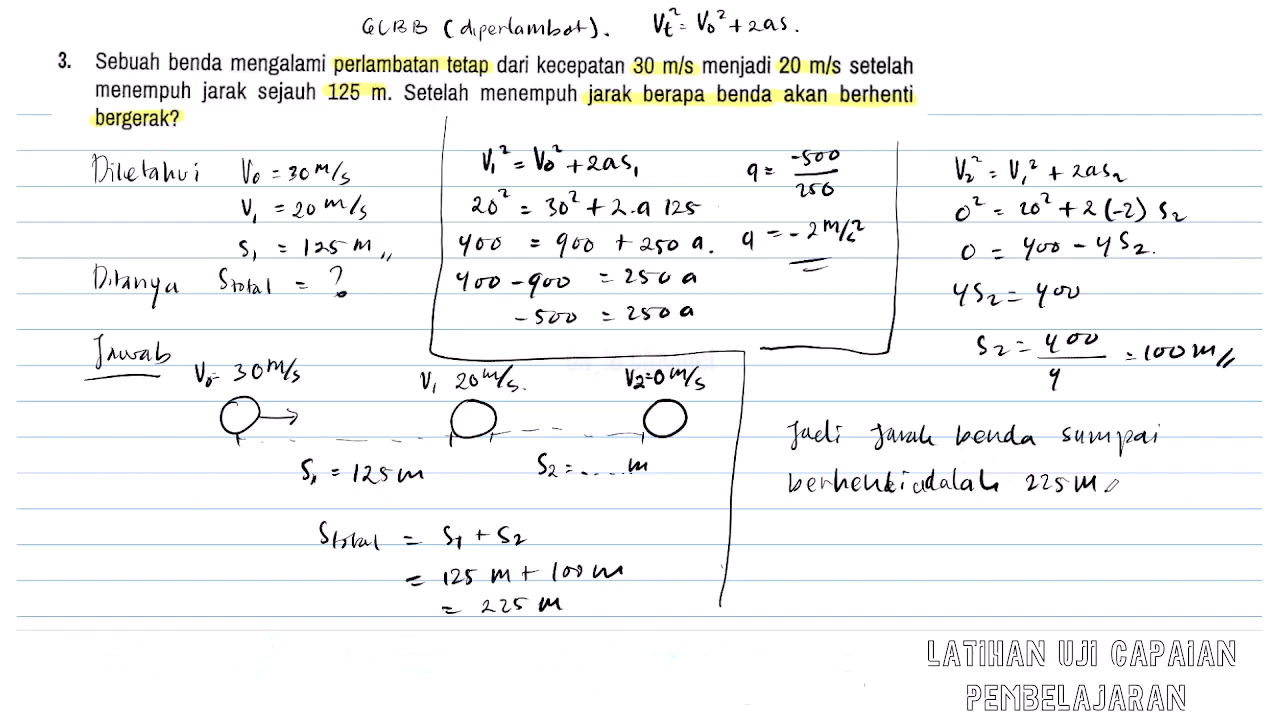 GLBB (diperlambat). Vt² = V0² + 2as.
3. Sebuah benda mengalami perlambatan tetap dari kecepatan 30 m/s menjadi 20 m/s setelah
menempuh jarak sejauh 125 m. Setelah menempuh jarak berapa benda akan berhenti
bergerak?
Diketahui V0 = 30 m/s
V1 = 20 m/s
S1 = 125 m //
Ditanya Stotal = ?
Jawab
V0 = 30 m/s V1 20 m/s. V2 = 0 m/s
S1 = 125 m S2 = .... m
Stotal = S1 + S2
= 125 m + 100 m
= 225 m
V1² = V0² + 2as1
20² = 30² + 2.a 125
400 = 900 + 250 a.
400 - 900 = 250 a
-500 = 250 a
a = -500/250
a = -2 m/s²
V2² = V1² + 2as2
0² = 20² + 2 (-2) S2
0 = 400 - 4S2.
4S2 = 400
S2 = 400/4 = 100 m //
Jadi jarak benda sampai
berhenti adalah 225 m.
LATIHAN UJI CAPAIAN
PEMBELAJARAN